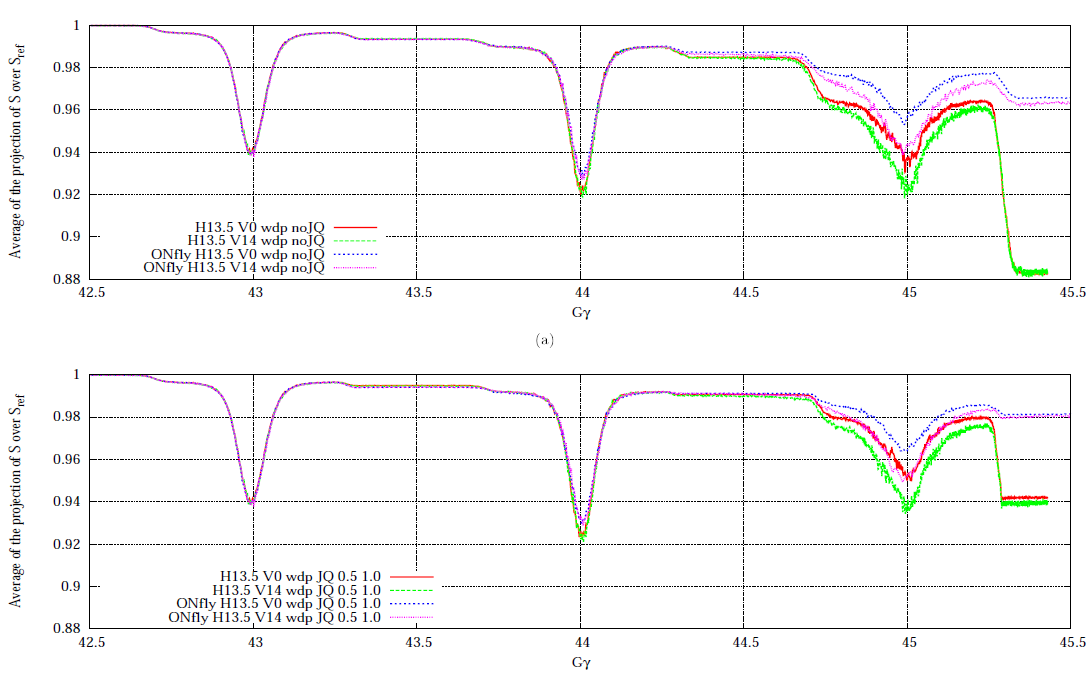 1
0.98
0.96
0.94
0.92
0.9
0.88
Average of the projection of S over Sref
H13.5 V0 wdp noJQ
H13.5 V14 wdp noJQ
ONfly H13.5 V0 wdp noJQ
ONfly H13.5 V14 wdp noJQ
42.5 43 43.5 44 44.5 45 45.5
Gγ
(a)
1
0.98
0.96
0.94
0.92
0.9
0.88
Average of the projection of S over Sref
H13.5 V0 wdp JQ 0.5 1.0
H13.5 V14 wdp JQ 0.5 1.0
ONfly H13.5 V0 wdp JQ 0.5 1.0
ONfly H13.5 V14 wdp JQ 0.5 1.0
42.5 43 43.5 44 44.5 45 45.5
Gγ